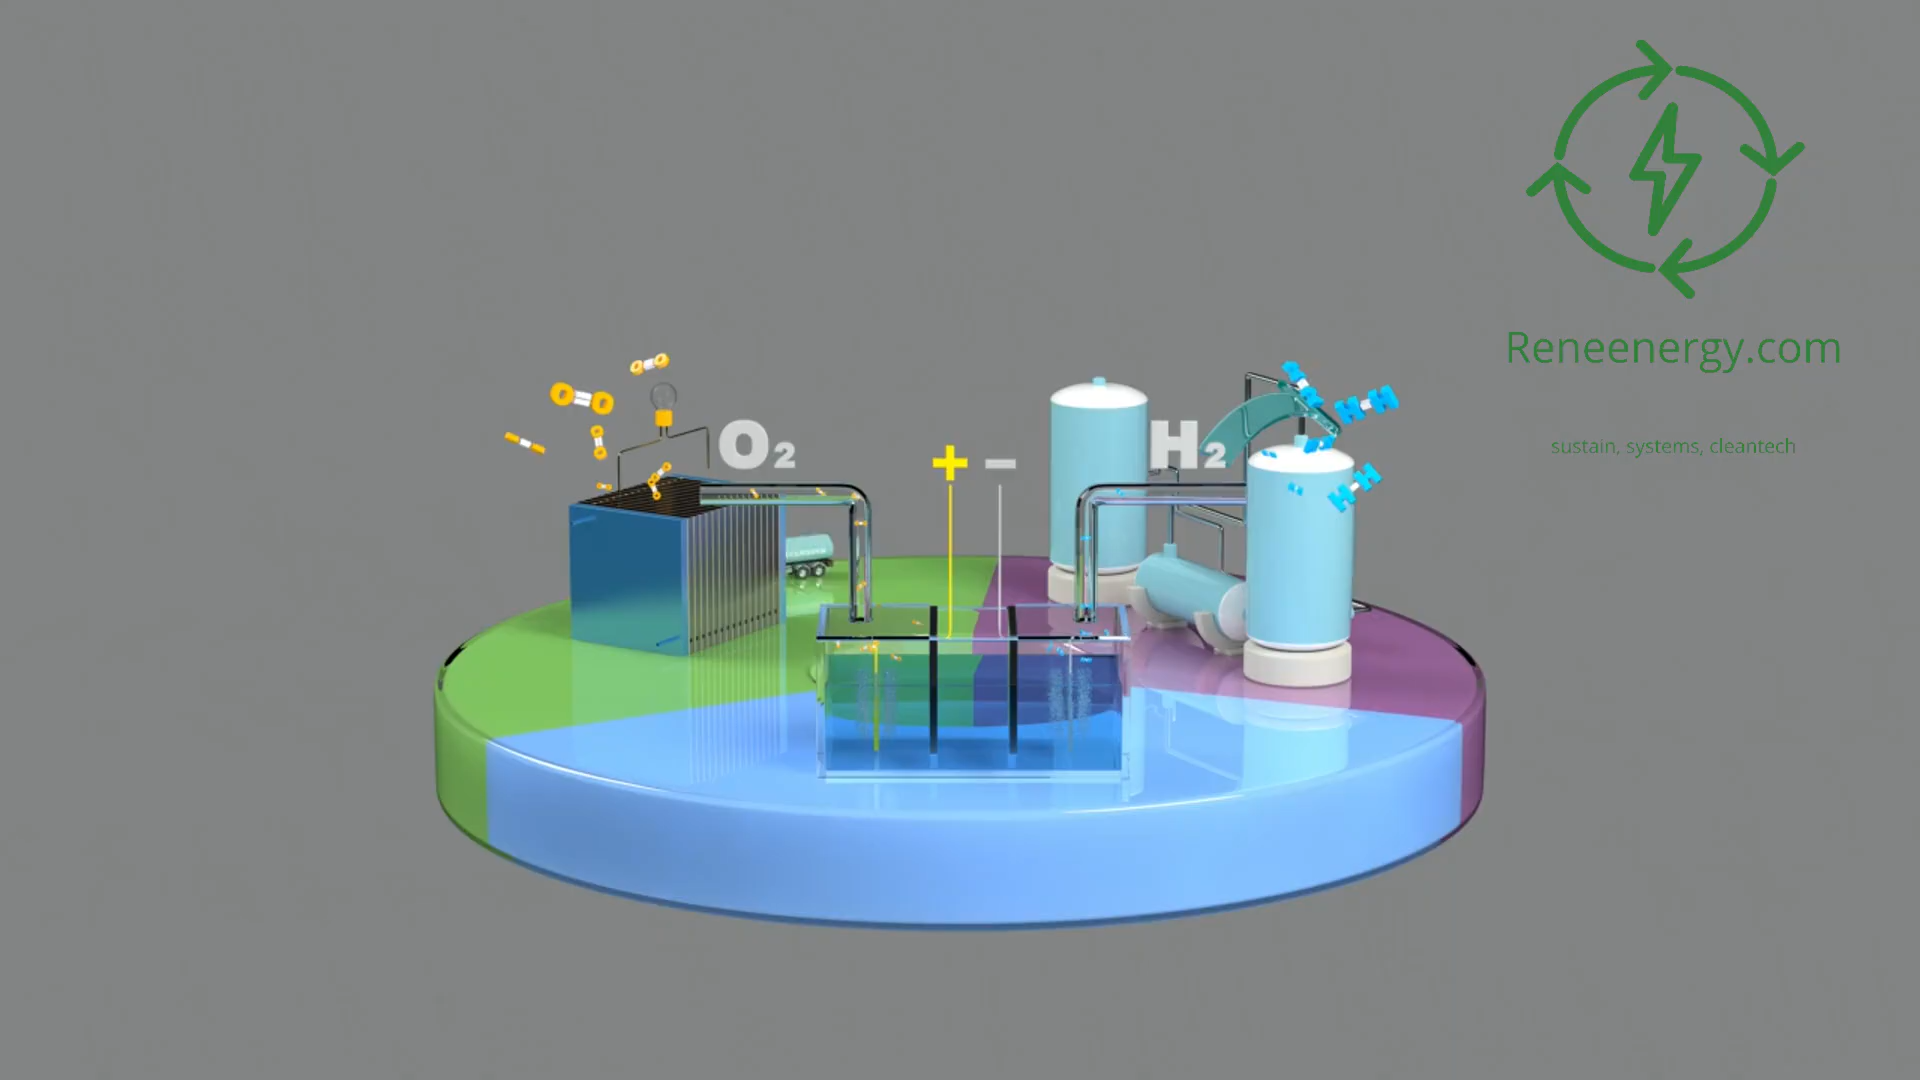 Reneenergy.com
sustain, systems, cleantech
O₂
+ −
H₂